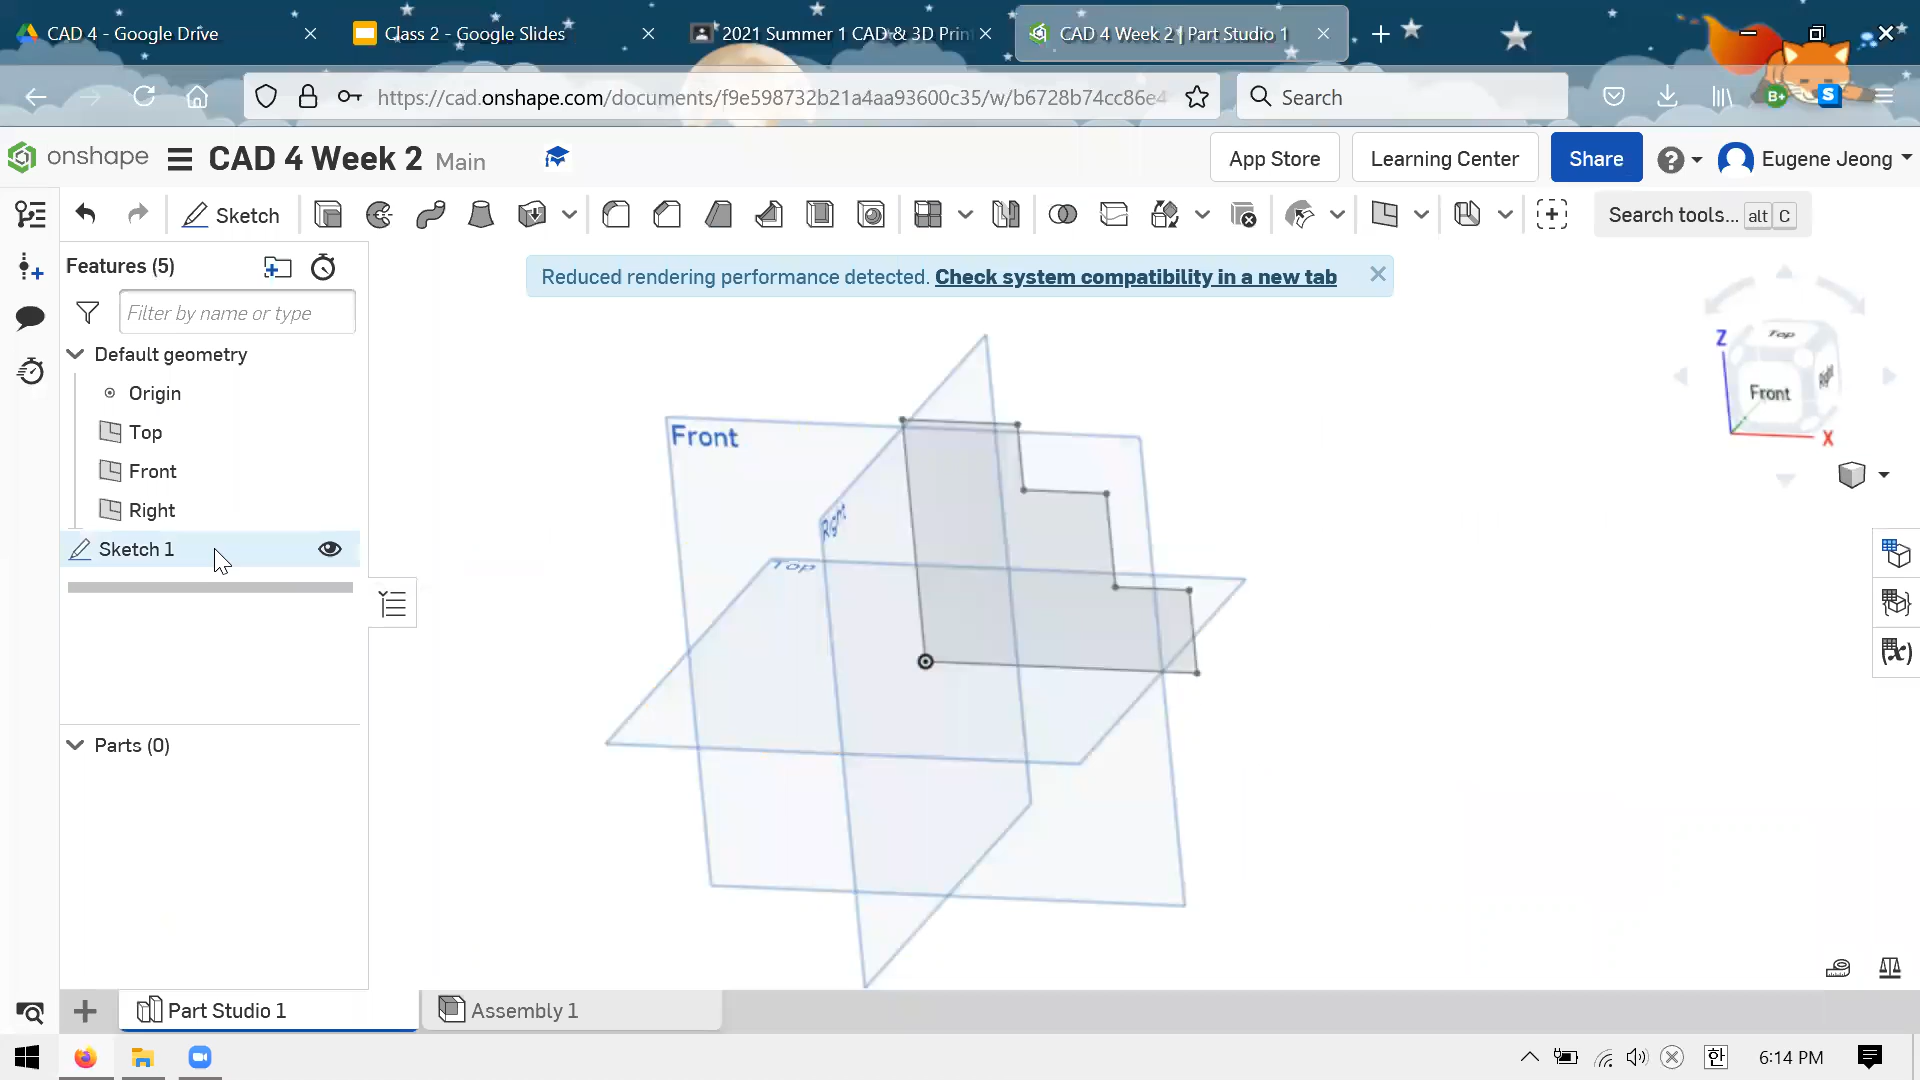 CAD 4 - Google Drive
Class 2 - Google Slides
2021 Summer 1 CAD & 3D Prin
CAD 4 Week 2 | Part Studio 1
https://cad.onshape.com/documents/f9e598732b21a4aa93600c35/w/b6728b74cc86e4
Search
B+
S
onshape
CAD 4 Week 2 Main
App Store
Learning Center
Share
Eugene Jeong
Sketch
Search tools... alt C
Features (5)
Reduced rendering performance detected. Check system compatibility in a new tab
Filter by name or type
Default geometry
Origin
Top
Front
Right
Sketch 1
Parts (0)
Front
Right
Top
Z
Top
Front
Right
X
(x)
Part Studio 1
Assembly 1
한
6:14 PM